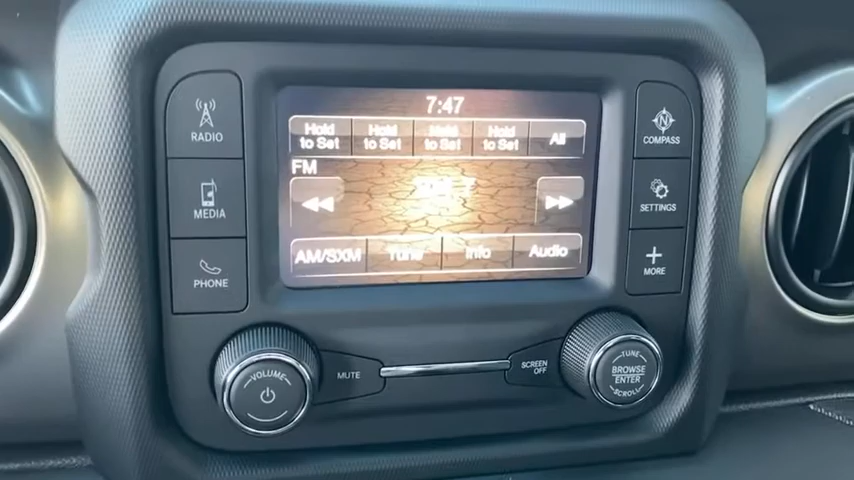 7:47
Hold to Set
Hold to Set
Hold to Set
Hold to Set
All
FM
AM/SXM
Tune
Info
Audio
RADIO
MEDIA
PHONE
N
COMPASS
SETTINGS
MORE
VOLUME
MUTE
SCREEN OFF
TUNE
BROWSE
ENTER
SCROLL